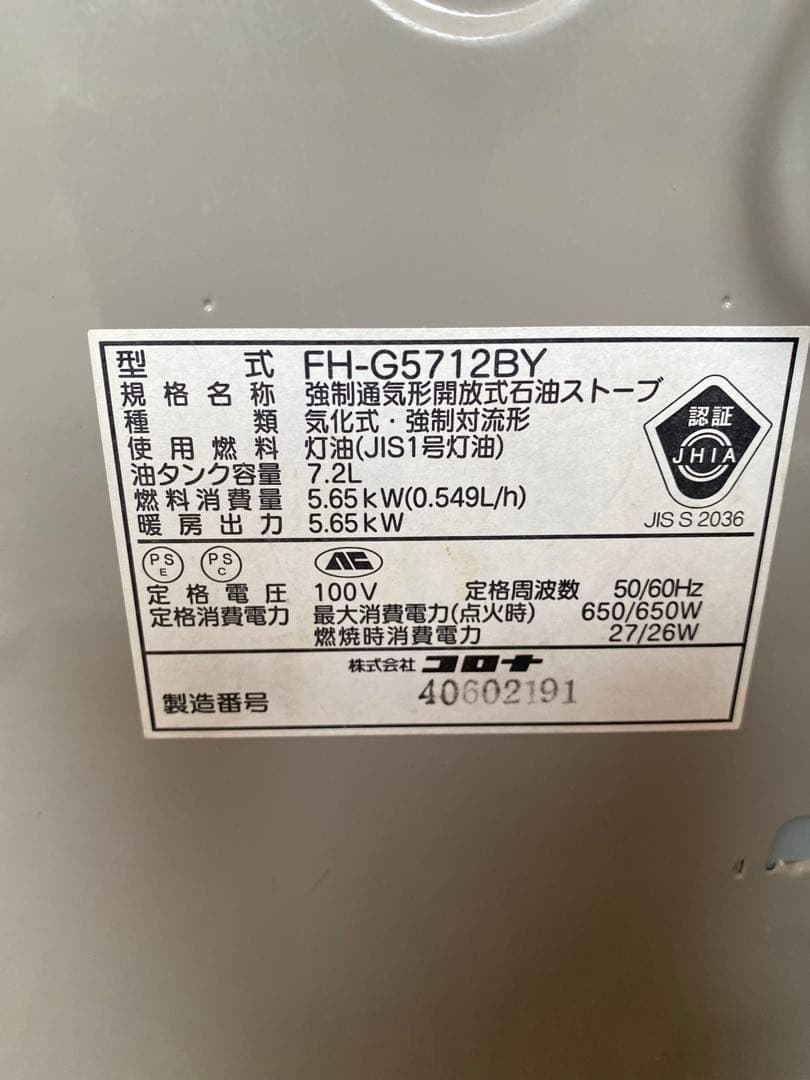 型式 FH-G5712BY
規格名称 強制通気形開放式石油ストーブ
種類 気化式・強制対流形
使用燃料 灯油(JIS1号灯油)
油タンク容量 7.2L
燃料消費量 5.65kW(0.549L/h)
暖房出力 5.65kW
認証
JHIA
JIS S 2036
PS E PS C
定格電圧 100V 定格周波数 50/60Hz
定格消費電力 最大消費電力(点火時) 650/650W
燃焼時消費電力 27/26W
株式会社コロナ
製造番号 40602191